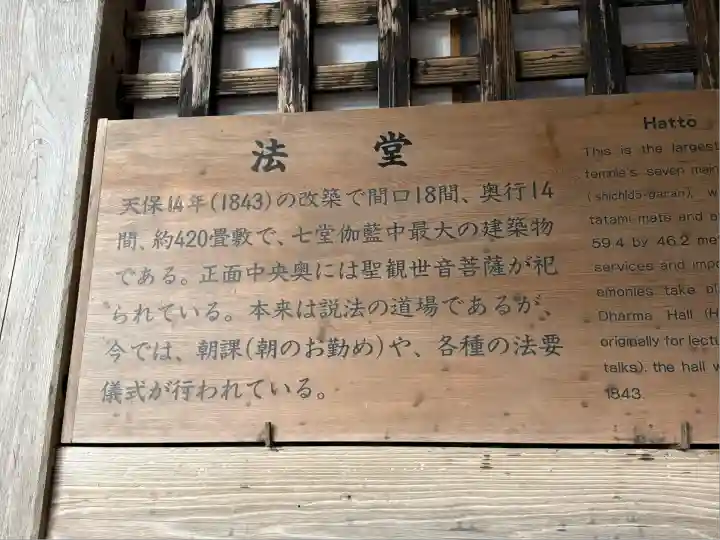 法堂
天保14年(1843)の改築で間口18間、奥行14
間、約420畳敷で、七堂伽藍中最大の建築物
である。正面中央奥には聖観世音菩薩が祀
られている。本来は説法の道場であるが、
今では、朝課(朝のお勤め)や、各種の法要
儀式が行われている。
Hatto
This is the largest
temple's seven main
(shichidō-garan), w
tatami mats and a
59.4 by 46.2 me
services and impo
emonies take pl
Dharma Hall (H
originally for lectu
talks). the hall w
1843.